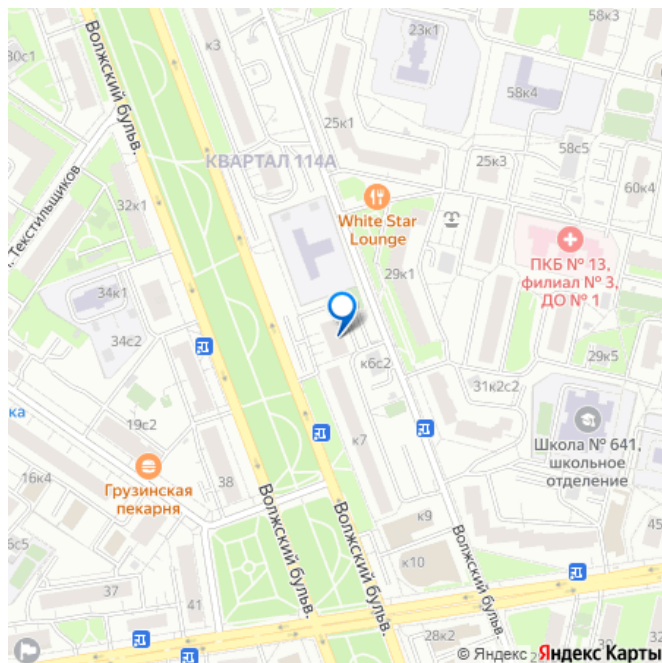 58к3
23к1
к3
30с1
Волжский бульв.
58к4
25к1
КВАРТАЛ 114А
25к3
58с5
60к4
Текстильщиков
32к1
White Star
Lounge
ПКБ № 13,
филиал № 3,
ДО № 1
29к1
34к1
34с2
к6с2
29к5
31к2с2
ка
19с2
к7
Школа № 641,
школьное
отделение
16к4
Грузинская
пекарня
38
Волжский бульв.
Волжский бульв.
к9
45
6с5
к10
Волжский бульв.
37
41
28к2
© Яндекс
Яндекс Карты